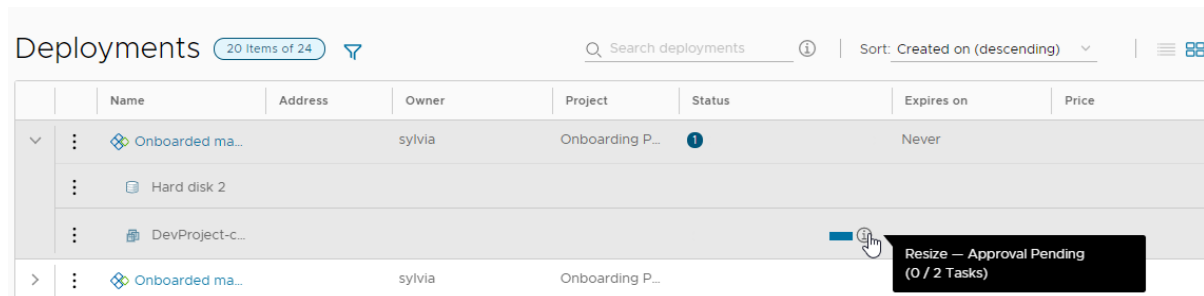 Deployments 20 Items of 24 Search deployments Sort: Created on (descending)
Name Address Owner Project Status Expires on Price
Onboarded ma... sylvia Onboarding P... 1 Never
Hard disk 2
DevProject-c...
Resize — Approval Pending
(0 / 2 Tasks)
Onboarded ma... sylvia Onboarding P...